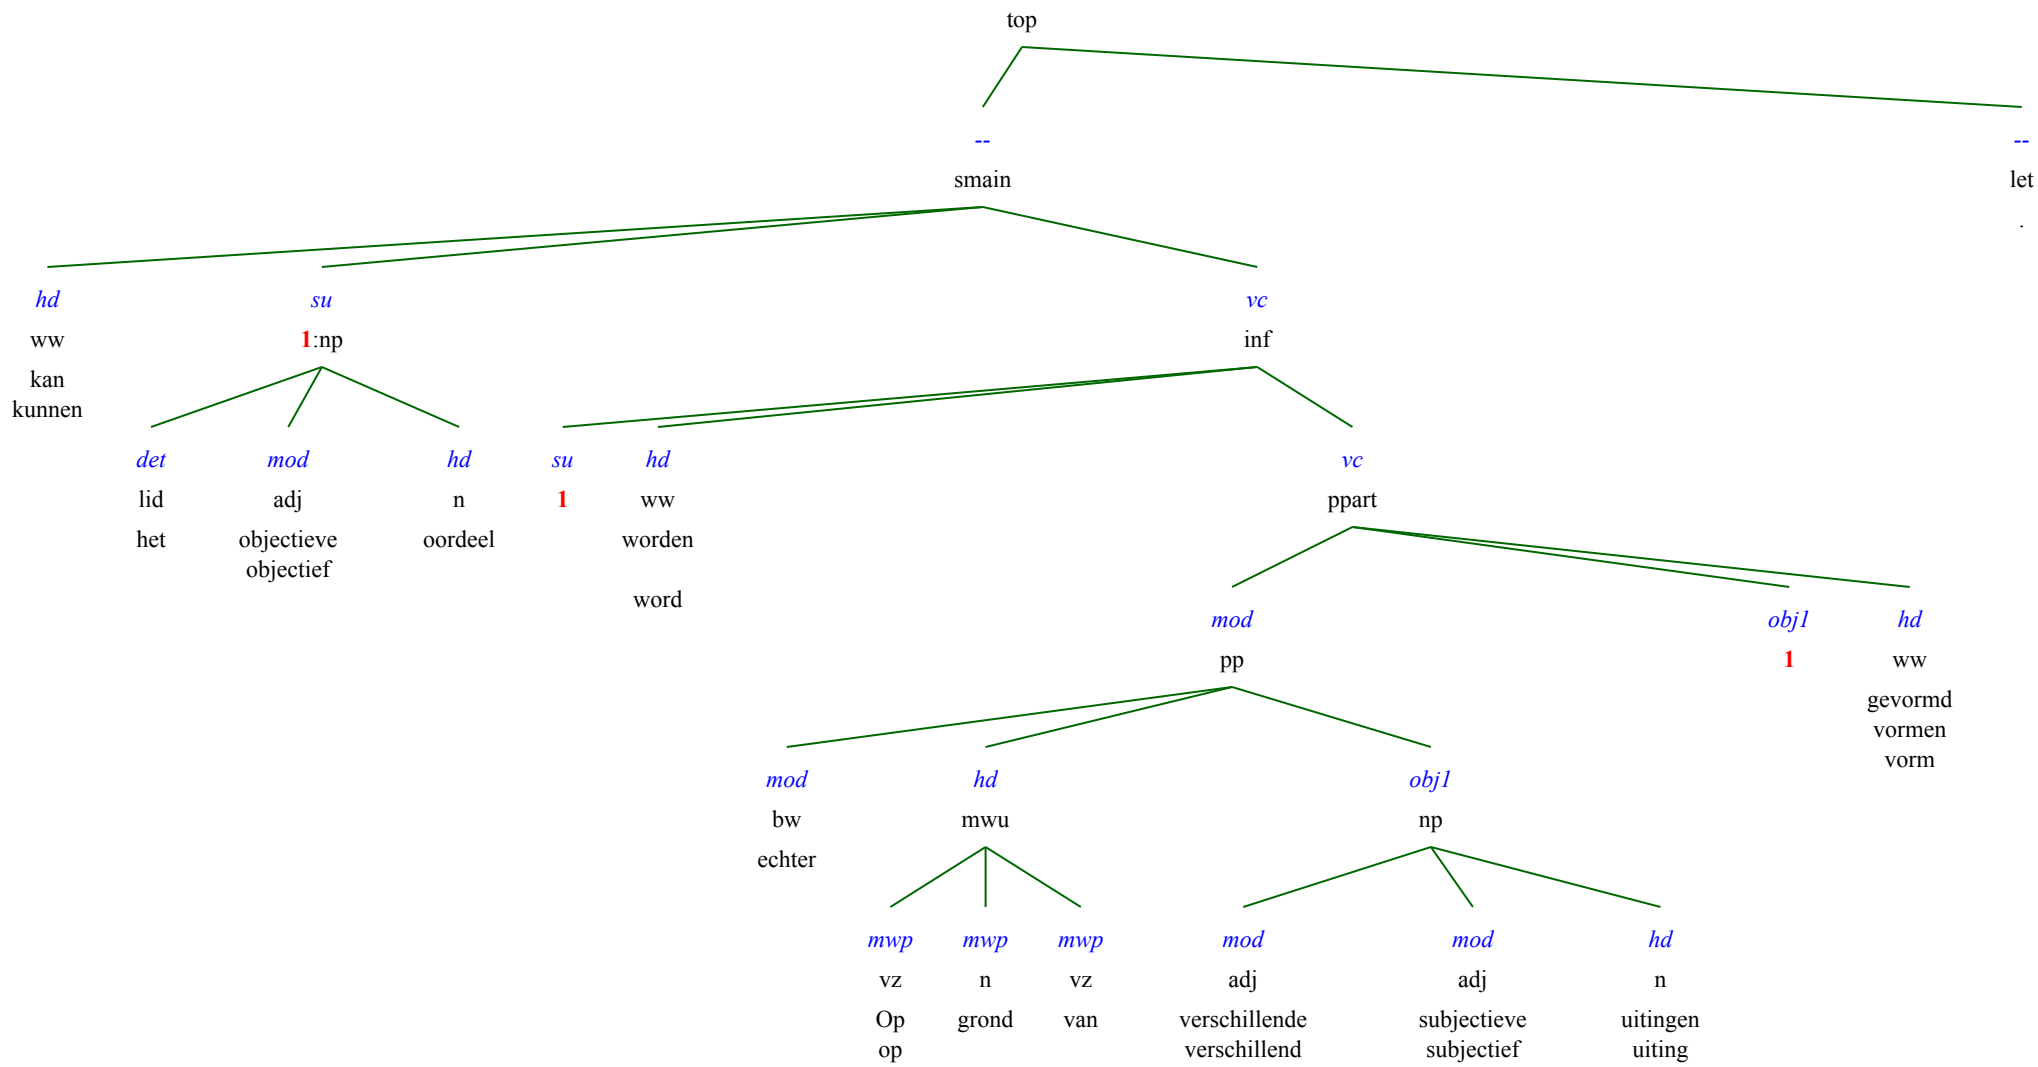 top
-- --
smain let
.
hd su vc
ww 1:np inf
kan
kunnen
det mod hd su hd vc
lid adj n 1 ww ppart
het objectieve oordeel worden
objectief
word
mod obj1 hd
pp 1 ww
gevormd
vormen
vorm
mod hd obj1
bw mwu np
echter
mwp mwp mwp mod mod hd
vz n vz adj adj n
Op grond van verschillende subjectieve uitingen
op verschillend subjectief uiting